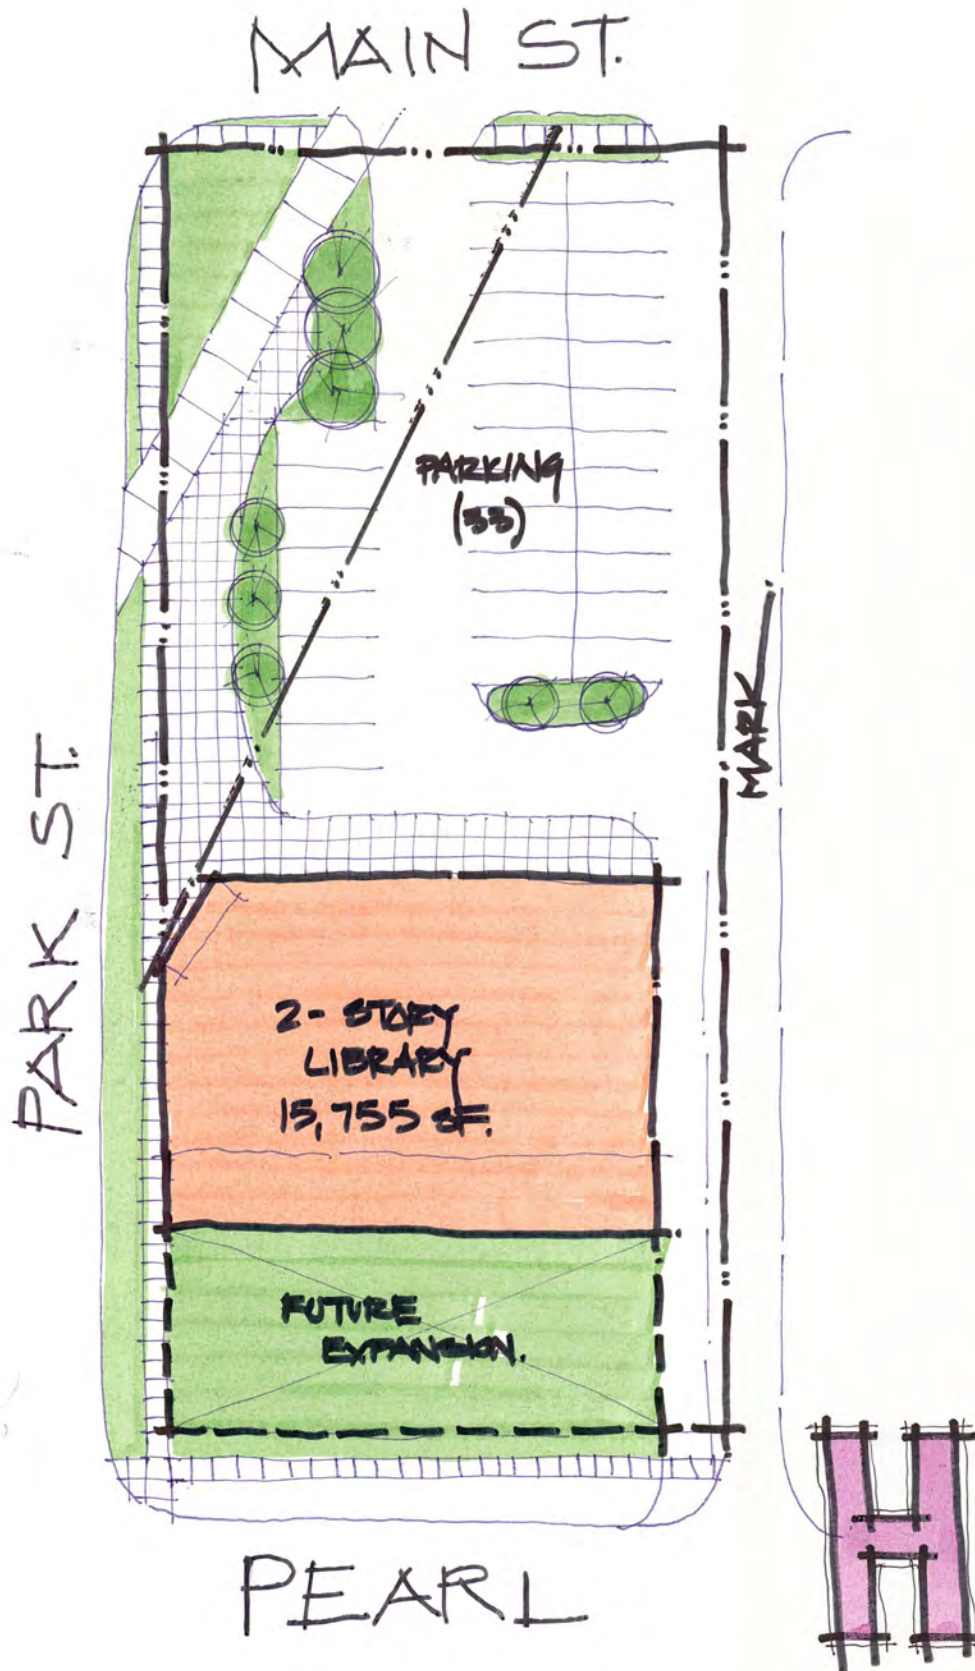 MAIN ST.
PARKING
(33)
MARK
PARK ST.
2- STORY
LIBRARY
15,755 SF.
FUTURE
EXPANSION.
PEARL
H